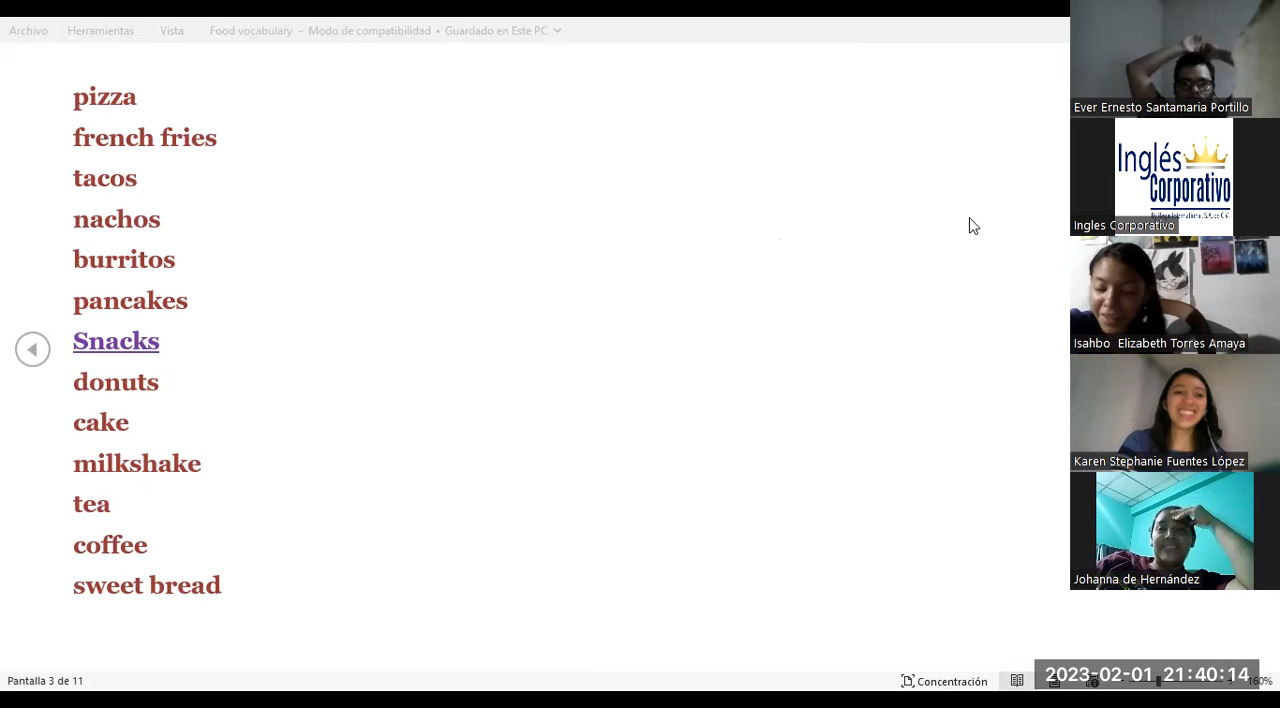 Archivo Herramientas Vista Food vocabulary - Modo de compatibilidad • Guardado en Este PC
pizza
french fries
tacos
nachos
burritos
pancakes
Snacks
donuts
cake
milkshake
tea
coffee
sweet bread
Ever Ernesto Santamaria Portillo
Inglés
Corporativo
Ingles Corporativo
Isahbo Elizabeth Torres Amaya
Karen Stephanie Fuentes López
Johanna de Hernández
Pantalla 3 de 11
Concentración
2023-02-01 21:40:14
160%